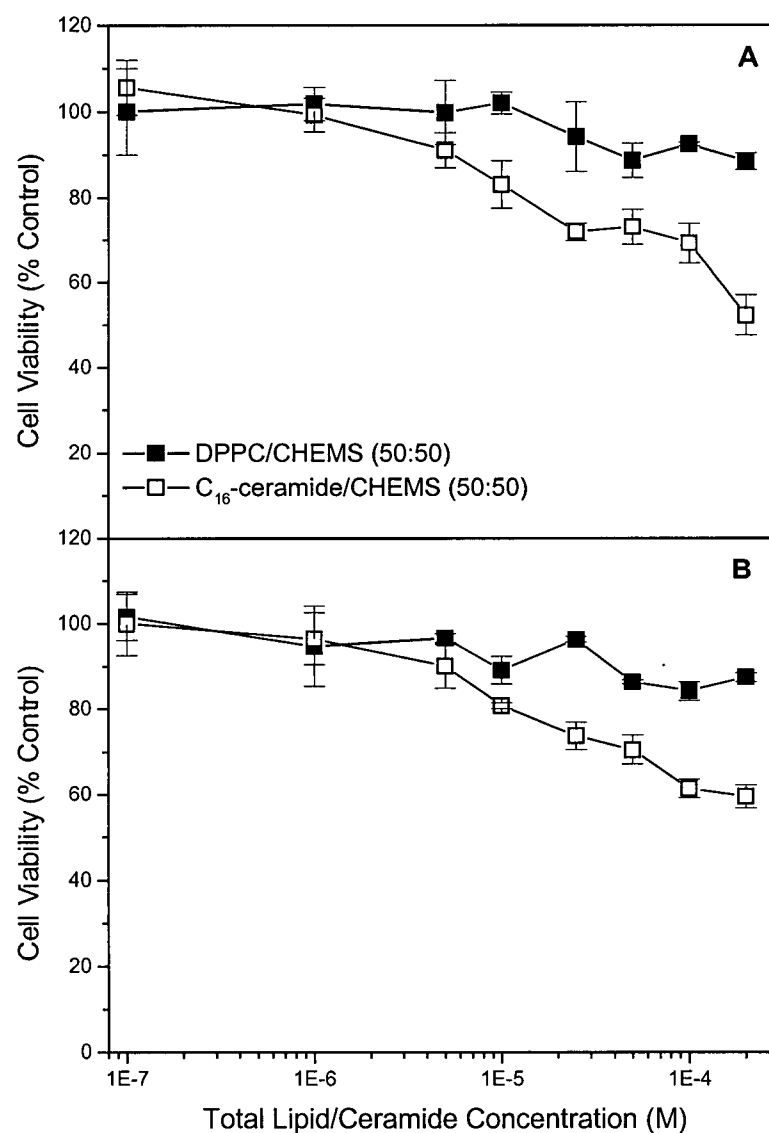 120
A
100
80
60
40
20
Cell Viability (% Control)
DPPC/CHEMS (50:50)
C₁₆-ceramide/CHEMS (50:50)
120
B
100
80
60
40
20
0
Cell Viability (% Control)
1E-7 1E-6 1E-5 1E-4
Total Lipid/Ceramide Concentration (M)